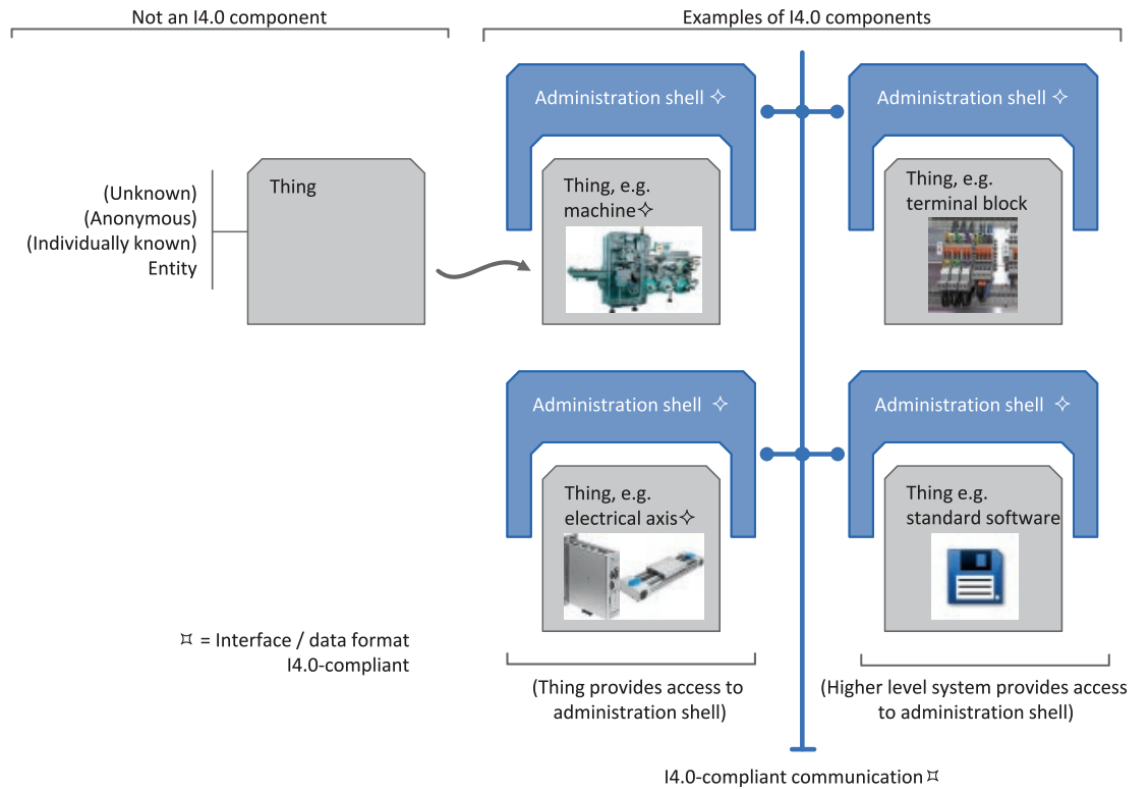 Not an I4.0 component
Examples of I4.0 components
(Unknown)
(Anonymous)
(Individually known)
Entity
Thing
Administration shell ✧
Thing, e.g.
machine✧
Administration shell ✧
Thing, e.g.
terminal block
Administration shell ✧
Thing, e.g.
electrical axis✧
Administration shell ✧
Thing e.g.
standard software
¤ = Interface / data format
I4.0-compliant
(Thing provides access to
administration shell)
(Higher level system provides access
to administration shell)
I4.0-compliant communication¤